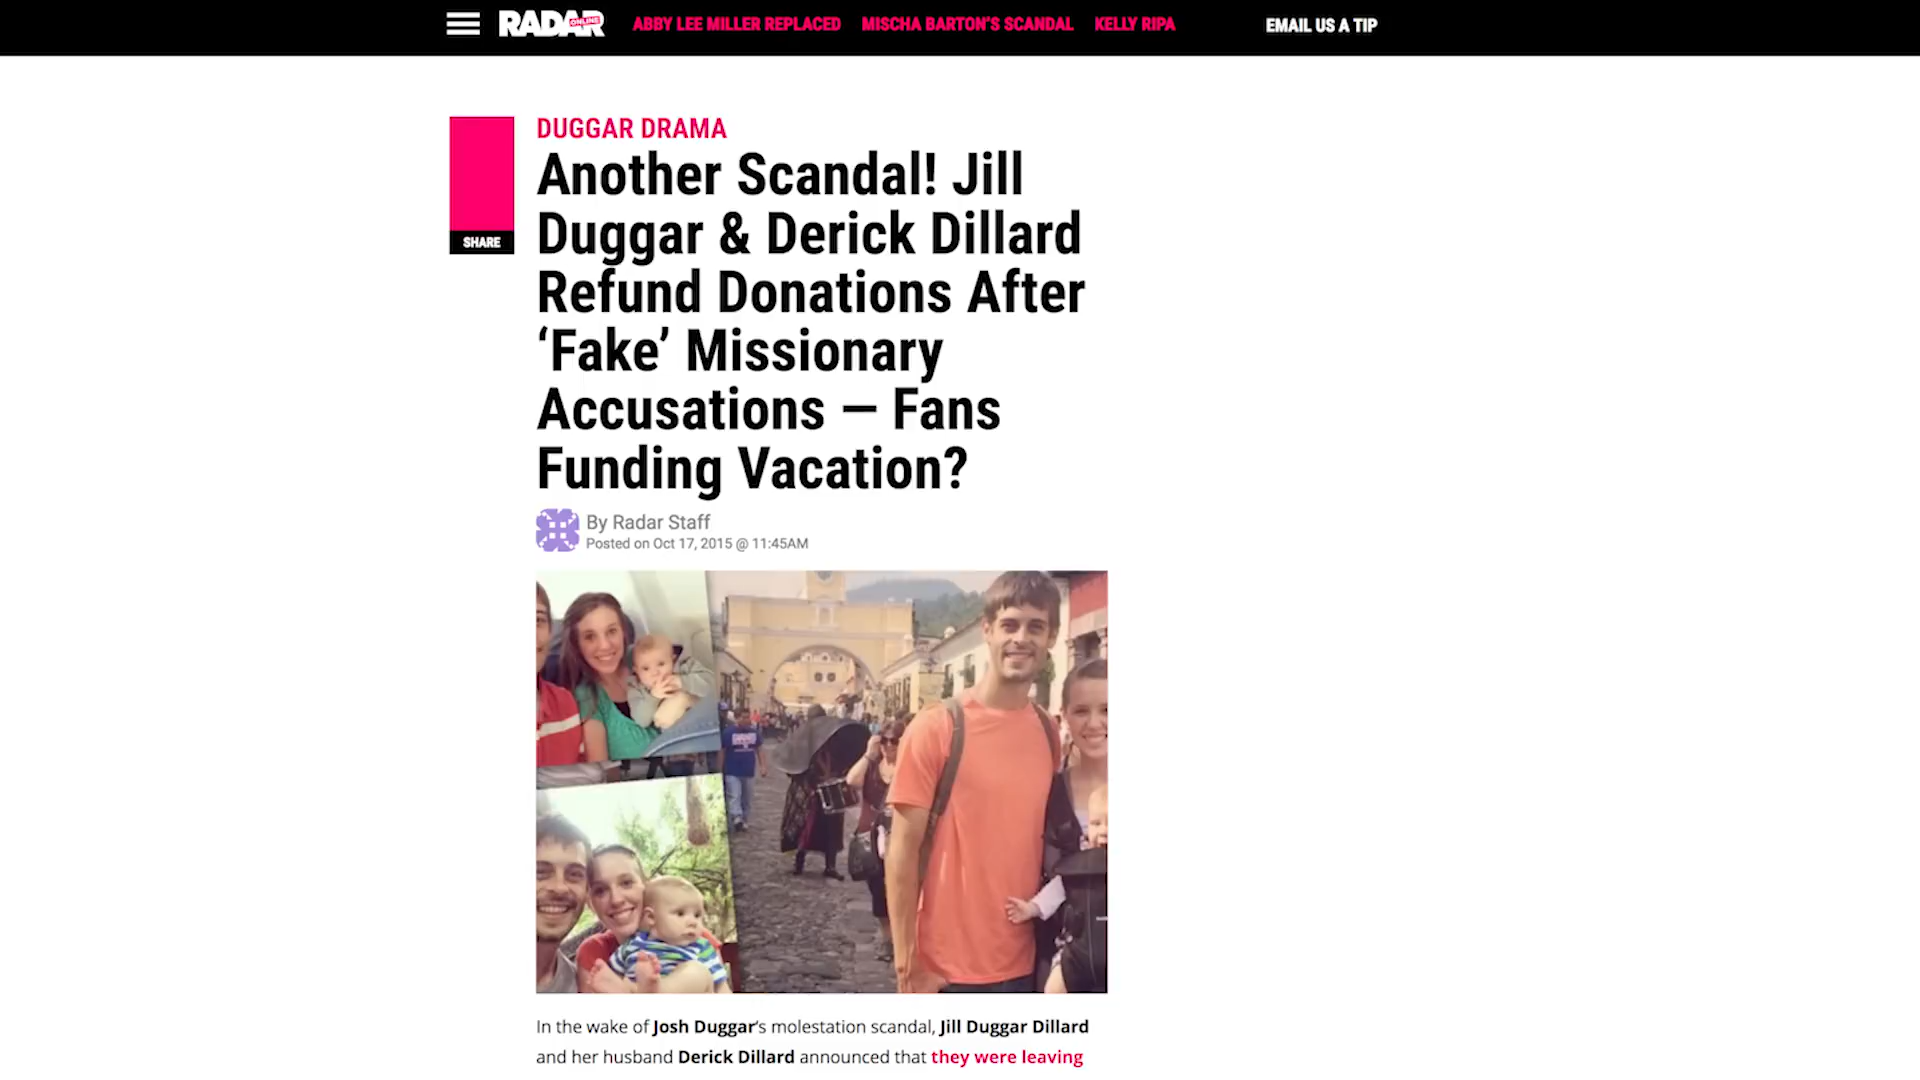 RADAR ONLINE
ABBY LEE MILLER REPLACED MISCHA BARTON'S SCANDAL KELLY RIPA
EMAIL US A TIP
SHARE
DUGGAR DRAMA
Another Scandal! Jill
Duggar & Derick Dillard
Refund Donations After
‘Fake’ Missionary
Accusations — Fans
Funding Vacation?
By Radar Staff
Posted on Oct 17, 2015 @ 11:45AM
In the wake of Josh Duggar's molestation scandal, Jill Duggar Dillard
and her husband Derick Dillard announced that they were leaving